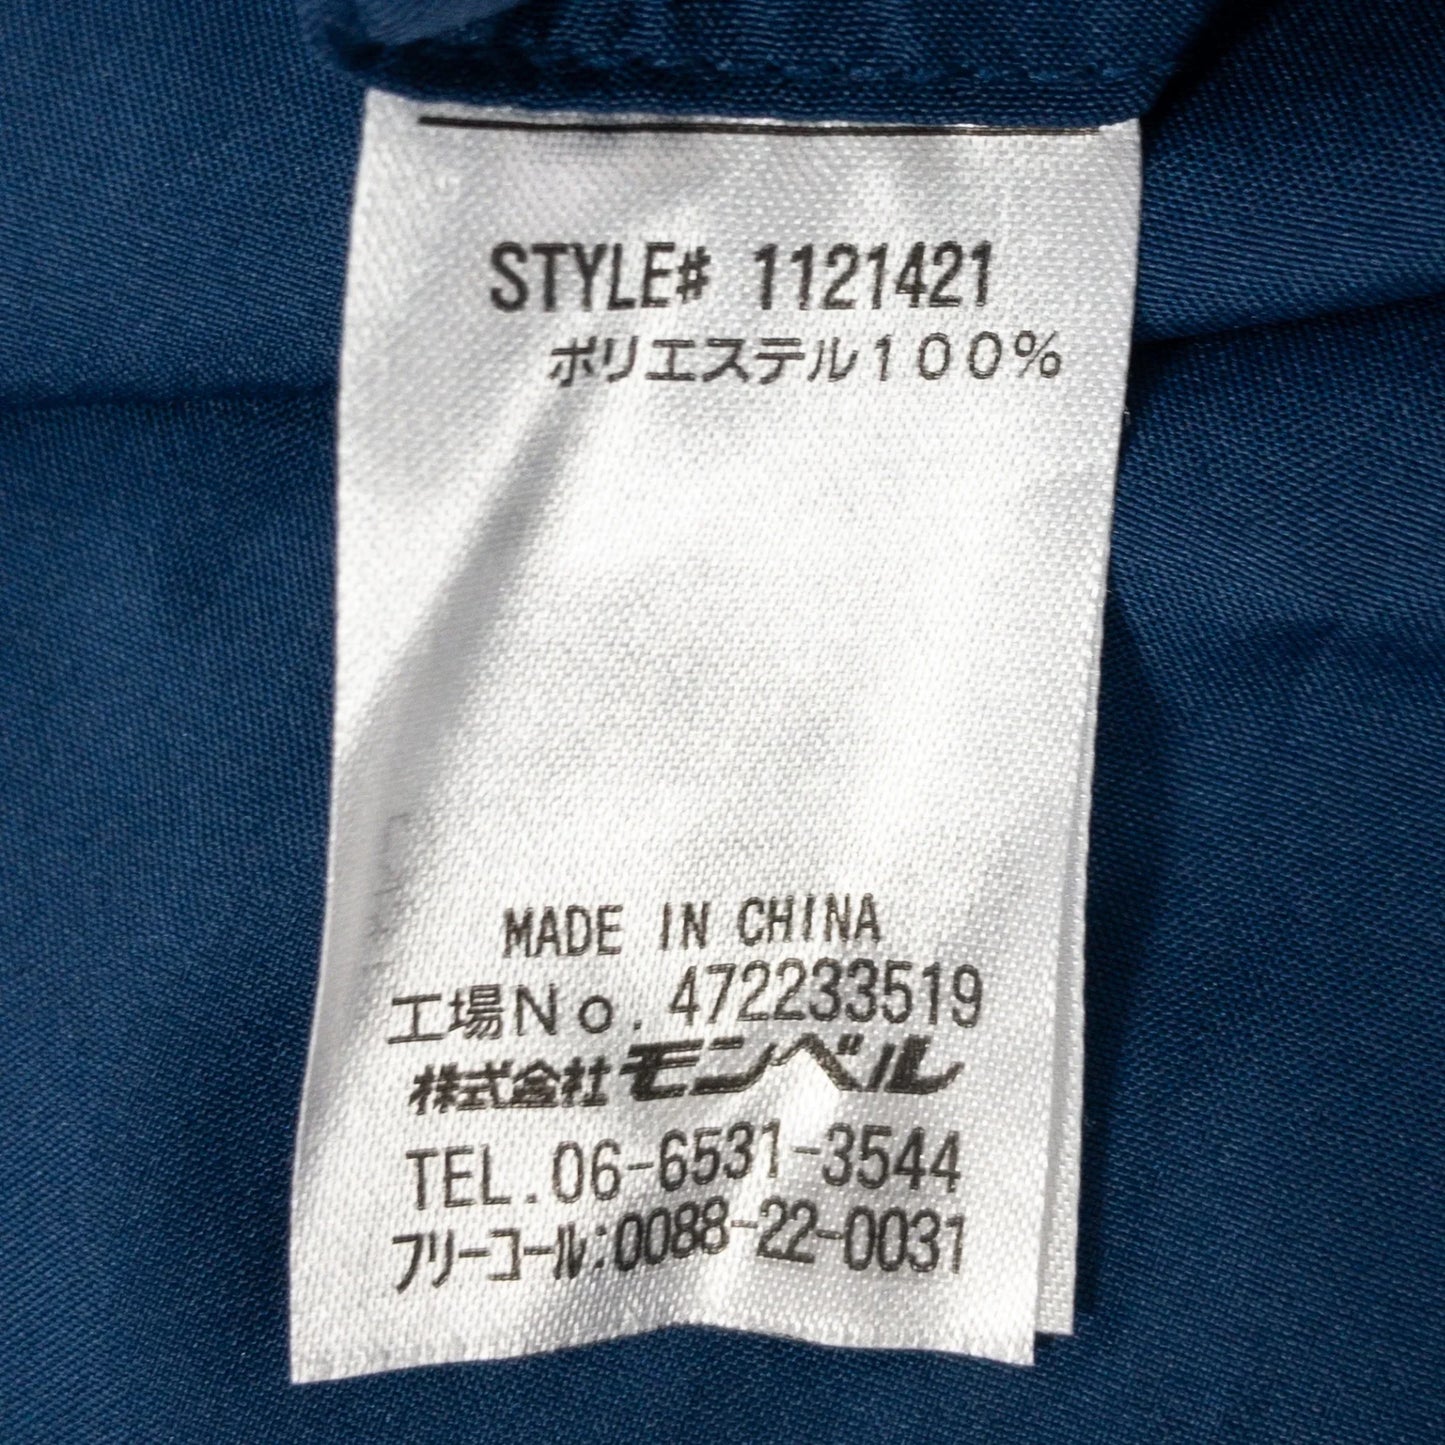 STYLE# 1121421
ポリエステル100%
MADE IN CHINA
工場No. 472233519
株式会社モンベル
TEL.06-6531-3544
フリーコール:0088-22-0031